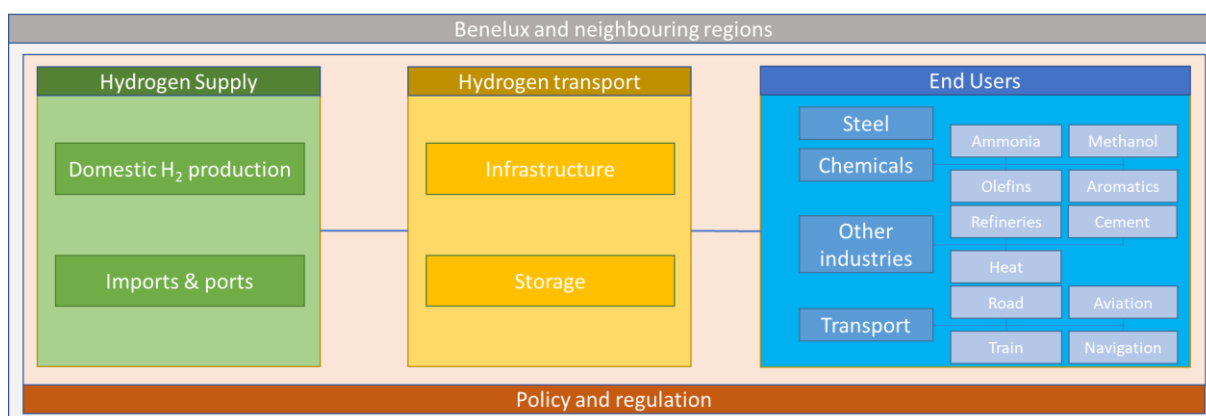 Benelux and neighbouring regions
Hydrogen Supply
Domestic H₂ production
Imports & ports
Hydrogen transport
Infrastructure
Storage
End Users
Steel
Chemicals
Ammonia
Methanol
Olefins
Aromatics
Other
industries
Refineries
Cement
Heat
Transport
Road
Aviation
Train
Navigation
Policy and regulation